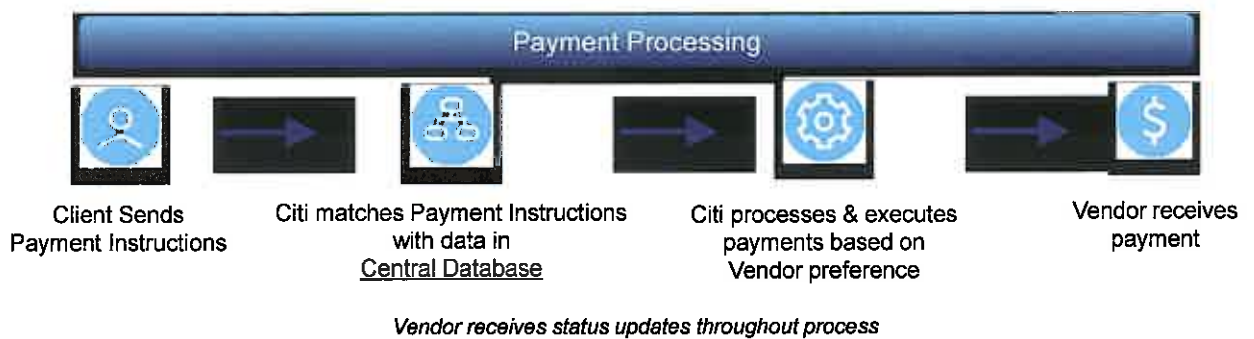 Payment Processing
$
Client Sends
Payment Instructions
Citi matches Payment Instructions
with data in
Central Database
Citi processes & executes
payments based on
Vendor preference
Vendor receives
payment
Vendor receives status updates throughout process